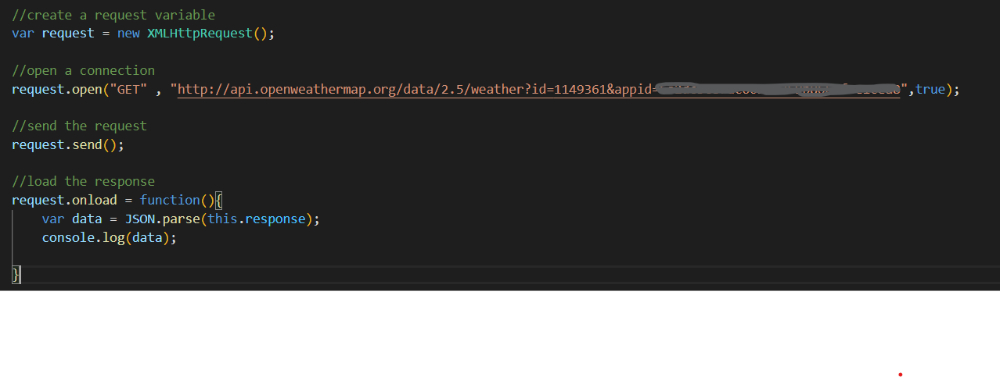 //create a request variable
var request = new XMLHttpRequest();
//open a connection
request.open("GET" , "http://api.openweathermap.org/data/2.5/weather?id=1149361&appid=",true);
//send the request
request.send();
//load the response
request.onload = function(){
var data = JSON.parse(this.response);
console.log(data);
}